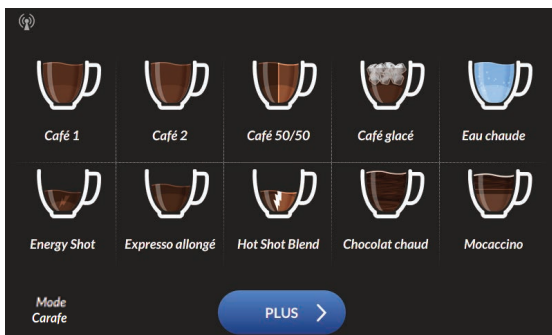 Café 1
Café 2
Café 50/50
Café glacé
Eau chaude
Energy Shot
Expresso allongé
Hot Shot Blend
Chocolat chaud
Mocaccino
Mode
Carafe
PLUS